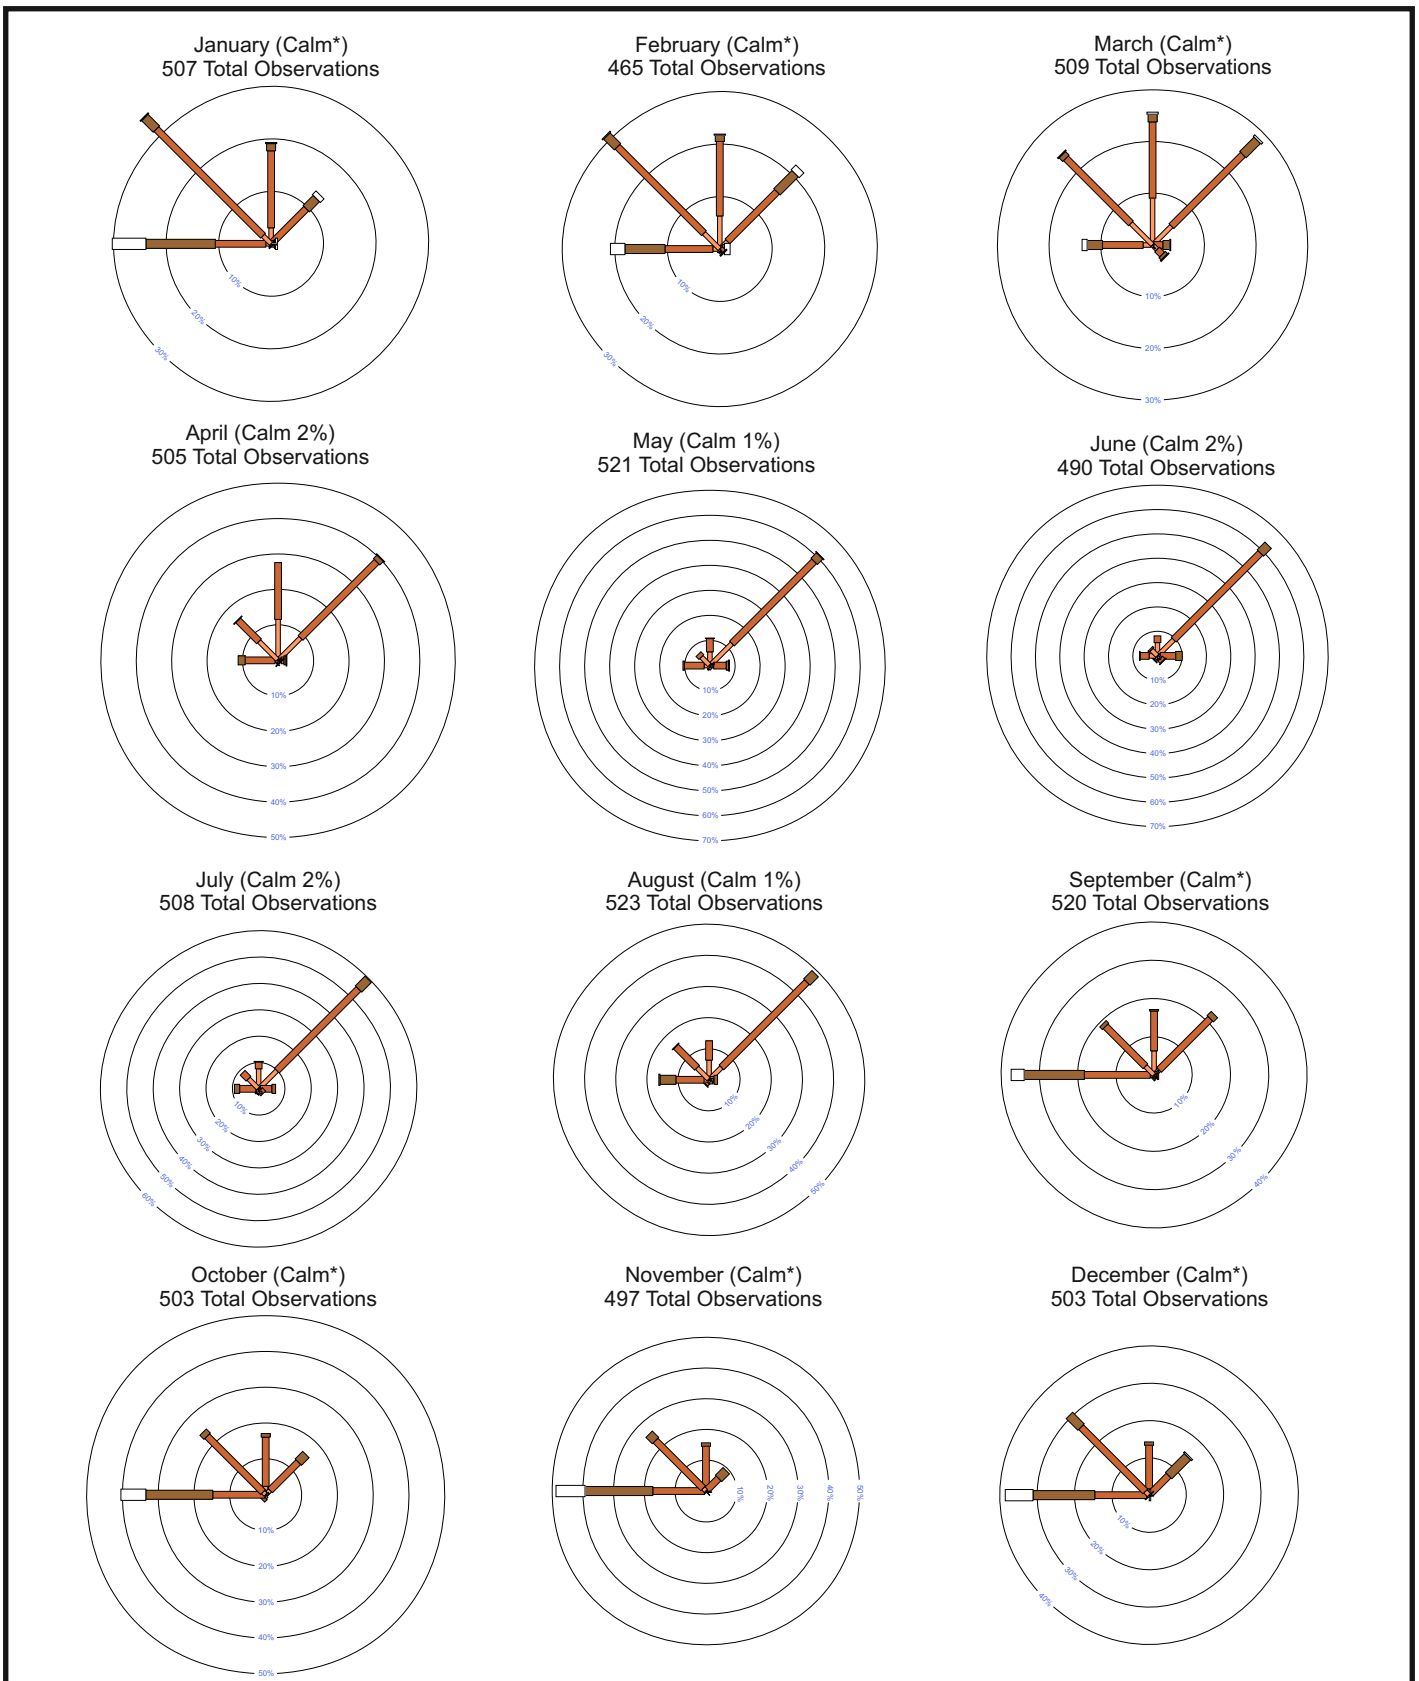 January (Calm*)
507 Total Observations
February (Calm*)
465 Total Observations
March (Calm*)
509 Total Observations
10%
20%
30%
10%
20%
30%
10%
20%
30%
April (Calm 2%)
505 Total Observations
May (Calm 1%)
521 Total Observations
June (Calm 2%)
490 Total Observations
10%
20%
30%
40%
50%
10%
20%
30%
40%
50%
60%
70%
10%
20%
30%
40%
50%
60%
70%
July (Calm 2%)
508 Total Observations
August (Calm 1%)
523 Total Observations
September (Calm*)
520 Total Observations
10%
20%
30%
40%
50%
60%
10%
20%
30%
40%
50%
10%
20%
30%
40%
October (Calm*)
503 Total Observations
November (Calm*)
497 Total Observations
December (Calm*)
503 Total Observations
10%
20%
30%
40%
50%
10%
20%
30%
40%
50%
10%
20%
30%
40%